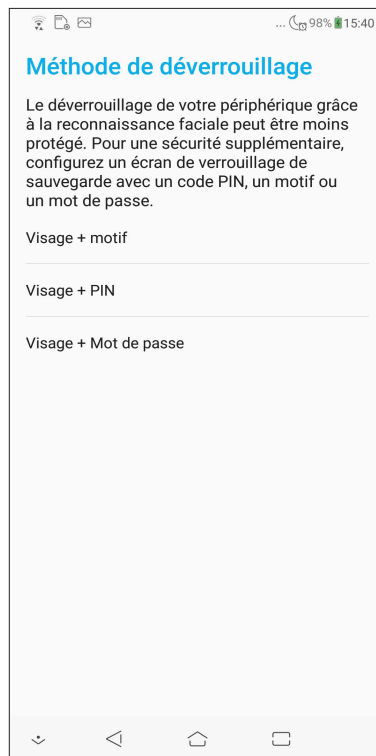 ... 98% 15:40
Méthode de déverrouillage
Le déverrouillage de votre périphérique grâce
à la reconnaissance faciale peut être moins
protégé. Pour une sécurité supplémentaire,
configurez un écran de verrouillage de
sauvegarde avec un code PIN, un motif ou
un mot de passe.
Visage + motif
Visage + PIN
Visage + Mot de passe